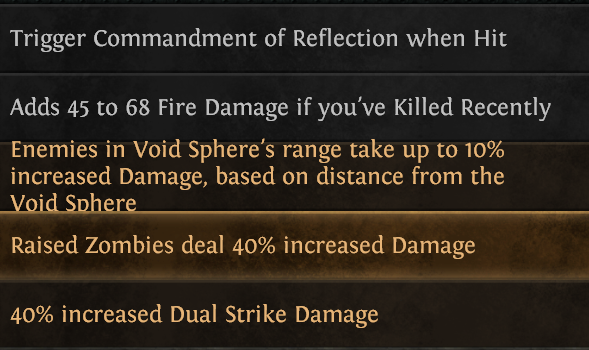 Trigger Commandment of Reflection when Hit
Adds 45 to 68 Fire Damage if you've Killed Recently
Enemies in Void Sphere's range take up to 10%
increased Damage, based on distance from the
Void Sphere
Raised Zombies deal 40% increased Damage
40% increased Dual Strike Damage